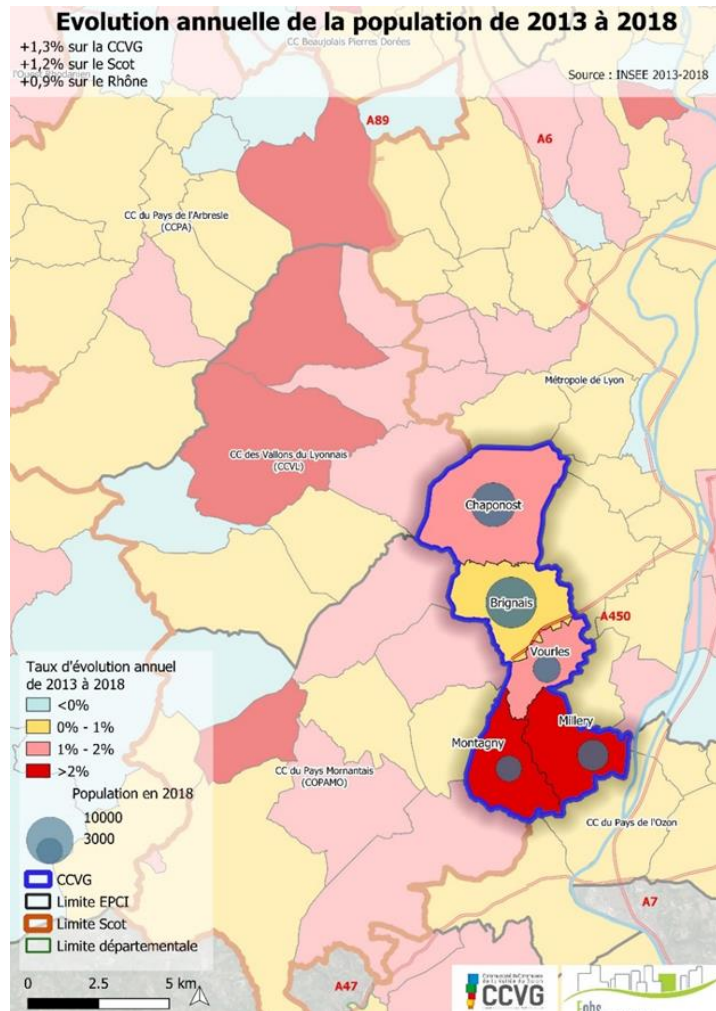 Evolution annuelle de la population de 2013 à 2018
+1,3% sur la CCVG
+1,2% sur le Scot
+0,9% sur le Rhône
Source : INSEE 2013-2018
CC Beaujolais Pierres Dorées
A89
A6
CC du Pays de l'Arbresle
(CCPA)
Métropole de Lyon
CC des Vallons du Lyonnais
(CCVL)
Chaponost
Brignais
A450
Vourles
Millery
Montagny
CC du Pays Mornantais
(COPAMO)
CC du Pays de l'Ozon
A7
A47
Taux d'évolution annuel
de 2013 à 2018
<0%
0% - 1%
1% - 2%
>2%
Population en 2018
10000
3000
CCVG
Limite EPCI
Limite Scot
Limite départementale
0 2.5 5 km
CCVG